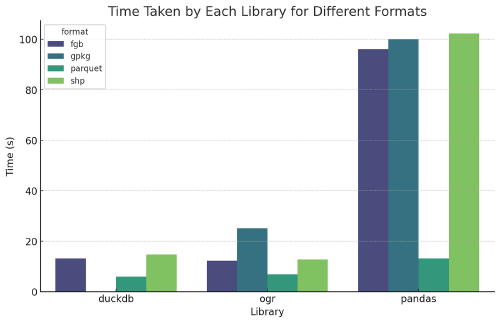 Time Taken by Each Library for Different Formats
format
fgb
gpkg
parquet
shp
100
80
60
40
20
0
Time (s)
duckdb ogr pandas
Library